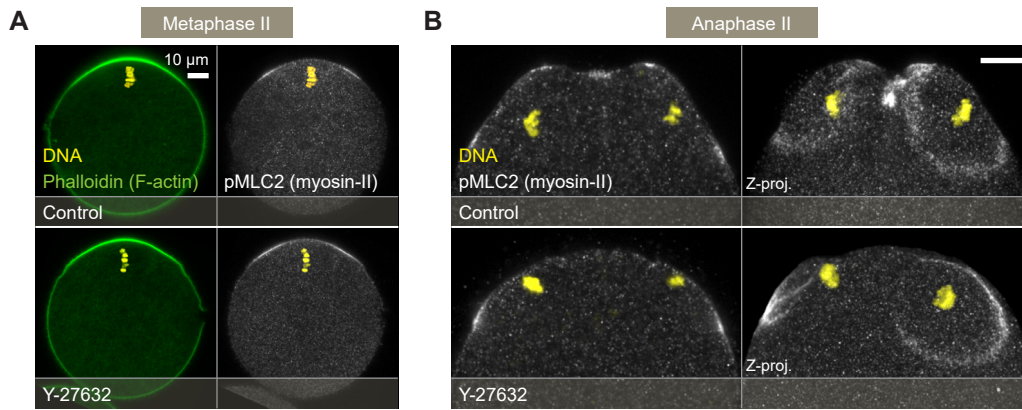 A
Metaphase II
B
Anaphase II
10 µm
DNA
Phalloidin (F-actin)
pMLC2 (myosin-II)
Control
Y-27632
DNA
pMLC2 (myosin-II)
Z-proj.
Control
Z-proj.
Y-27632